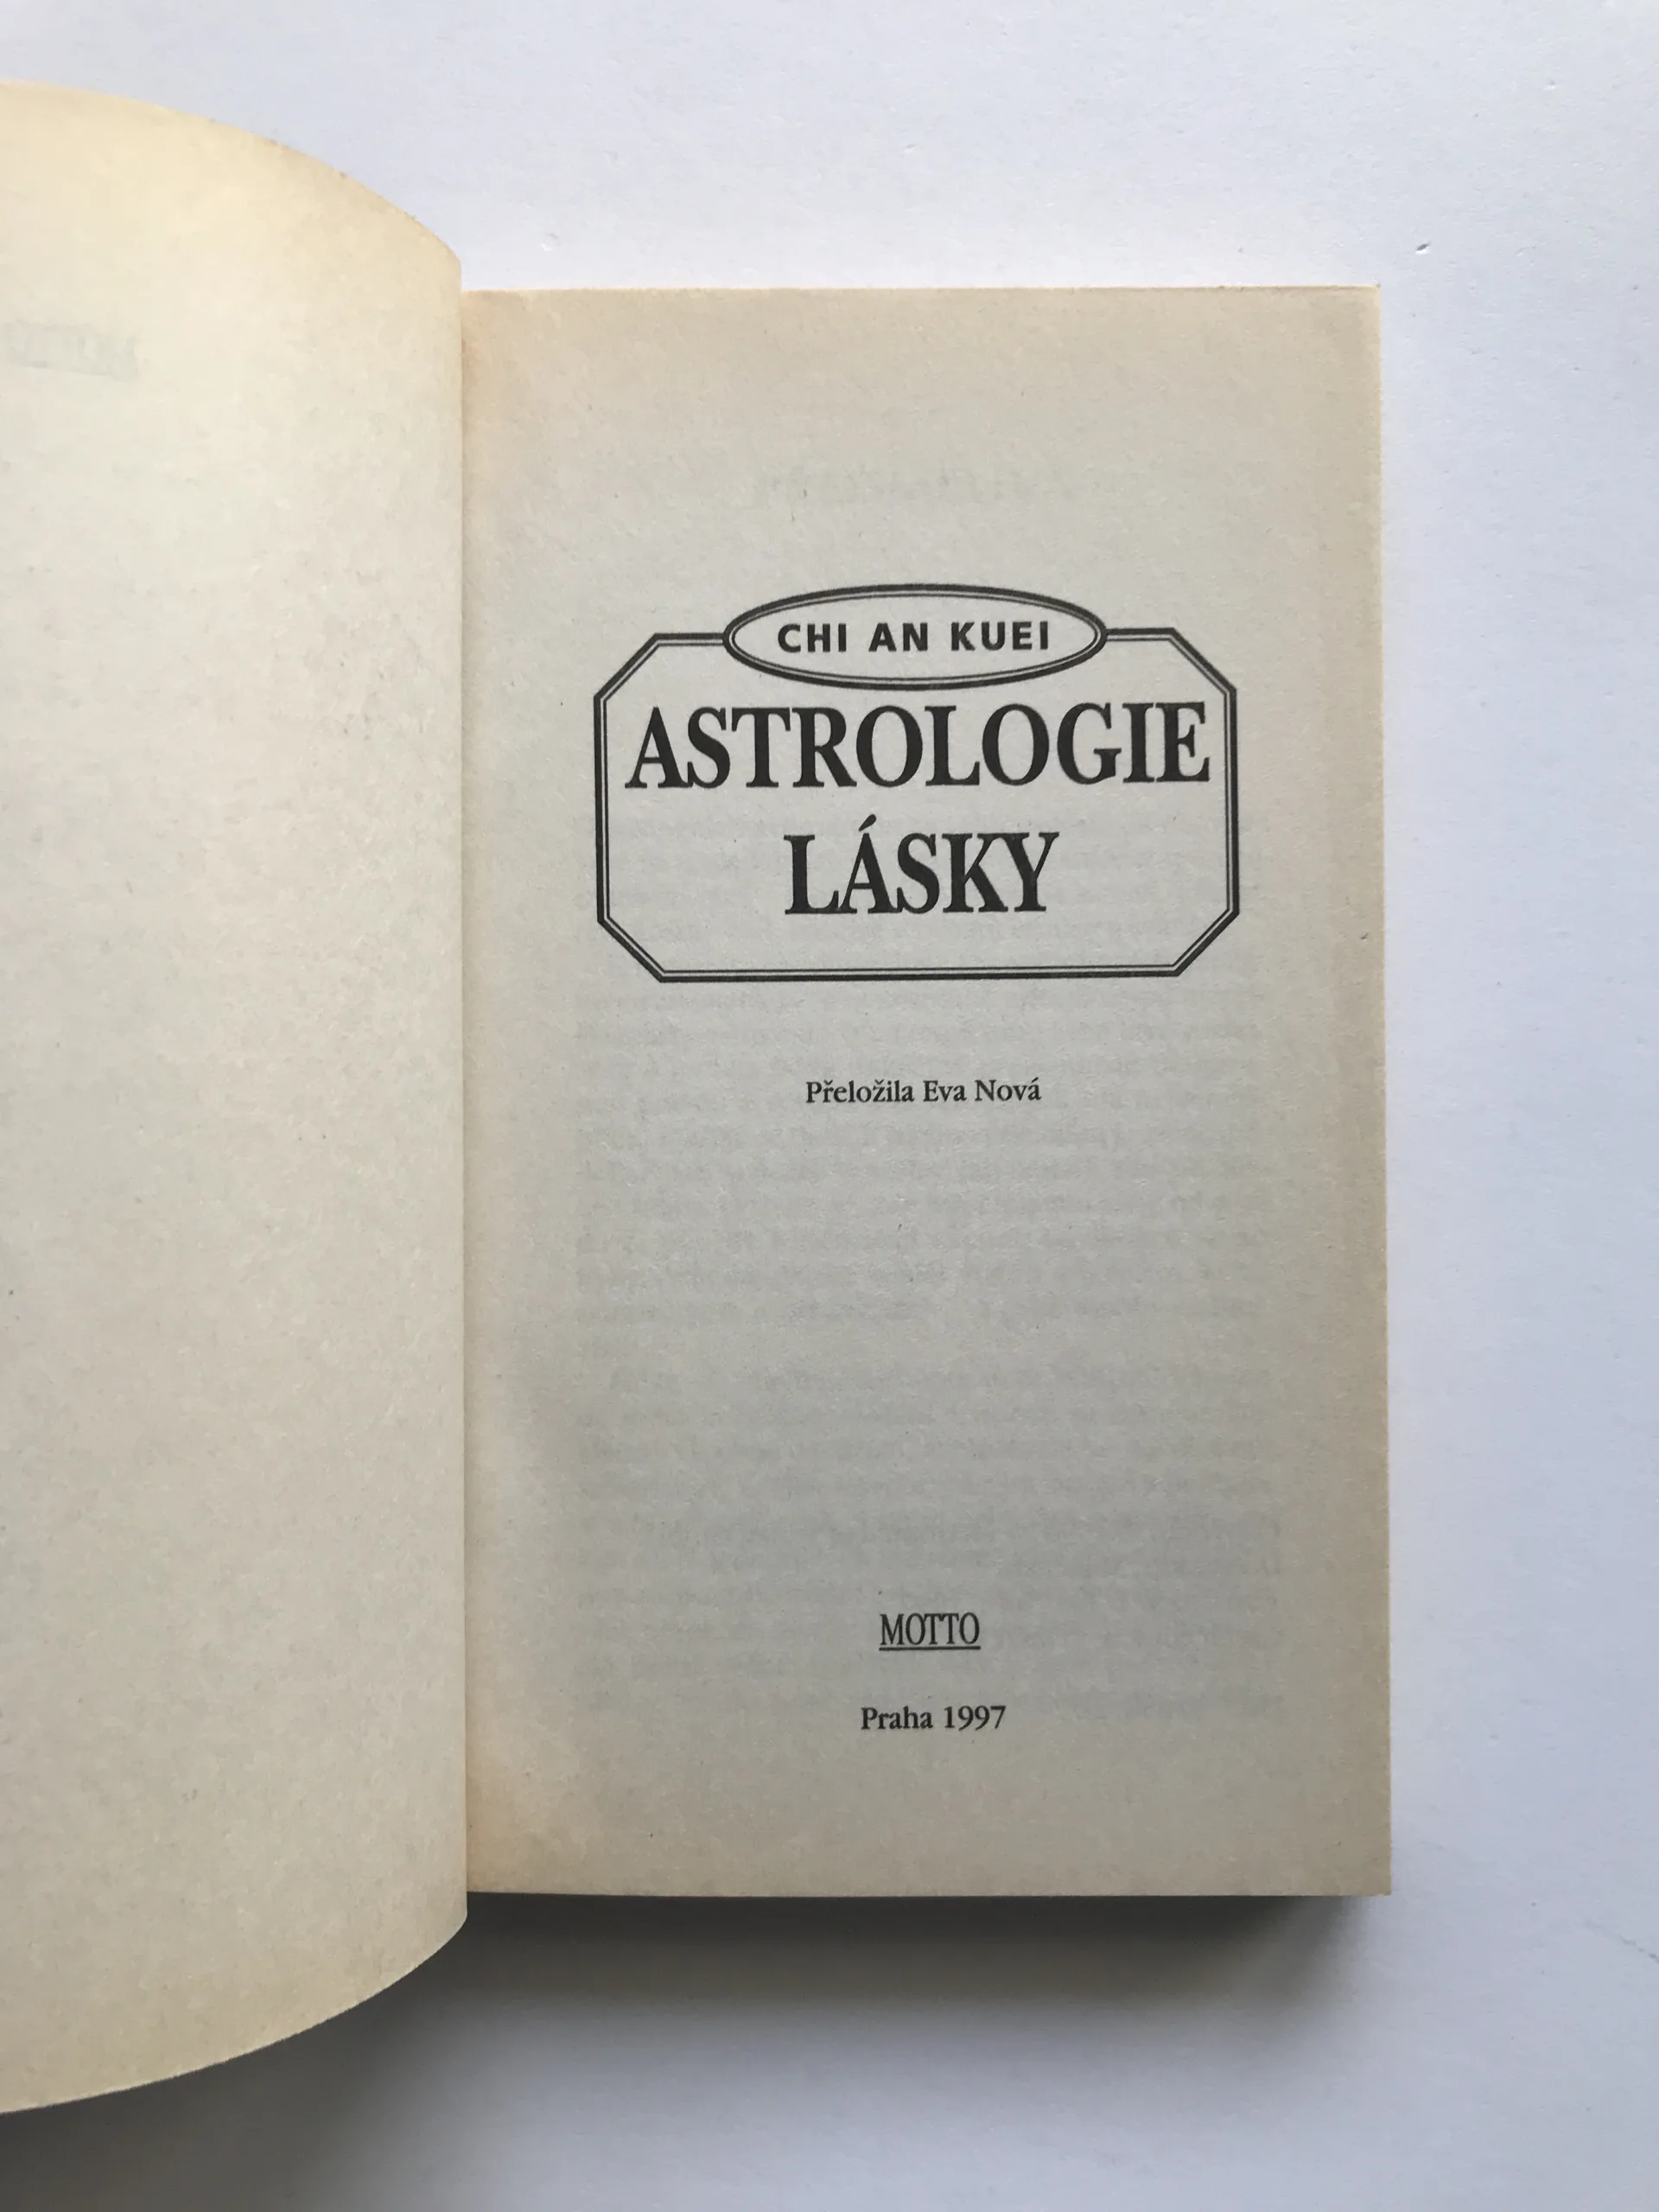 CHI AN KUEI
ASTROLOGIE
LÁSKY
Přeložila Eva Nová
MOTTO
Praha 1997